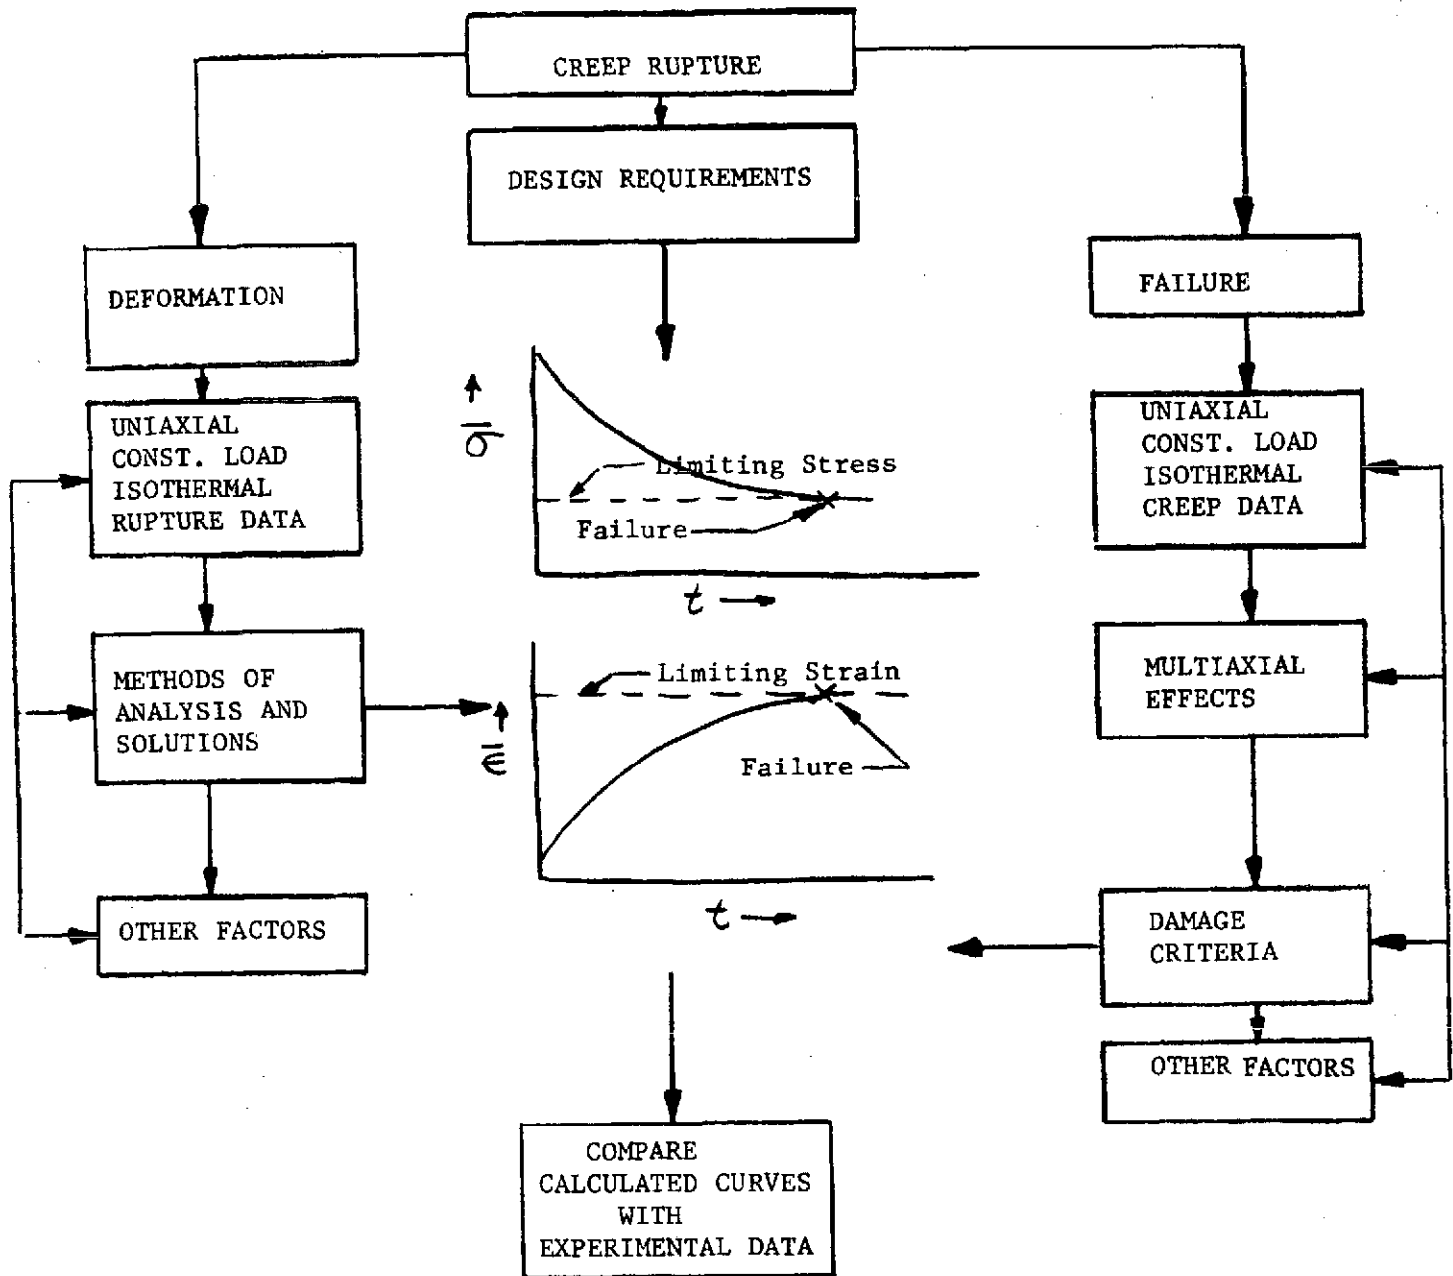 CREEP RUPTURE
DESIGN REQUIREMENTS
DEFORMATION
UNIAXIAL
CONST. LOAD
ISOTHERMAL
RUPTURE DATA
METHODS OF
ANALYSIS AND
SOLUTIONS
OTHER FACTORS
σ̄
Limiting Stress
Failure
t
Limiting Strain
ε̄
Failure
t
FAILURE
UNIAXIAL
CONST. LOAD
ISOTHERMAL
CREEP DATA
MULTIAXIAL
EFFECTS
DAMAGE
CRITERIA
OTHER FACTORS
COMPARE
CALCULATED CURVES
WITH
EXPERIMENTAL DATA